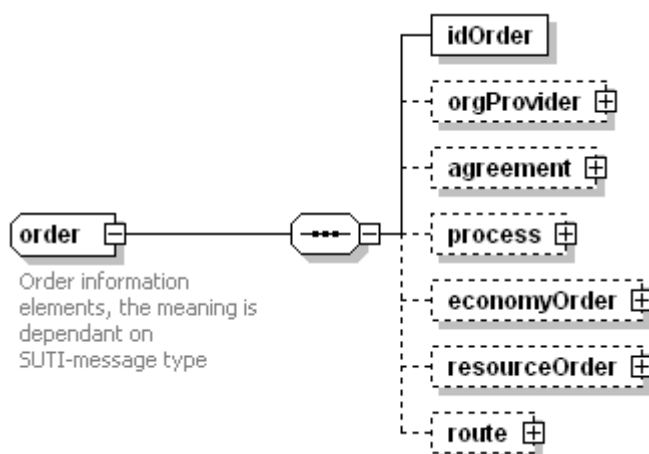 idOrder
orgProvider
agreement
order
process
Order information
elements, the meaning is
dependant on
SUTI-message type
economyOrder
resourceOrder
route